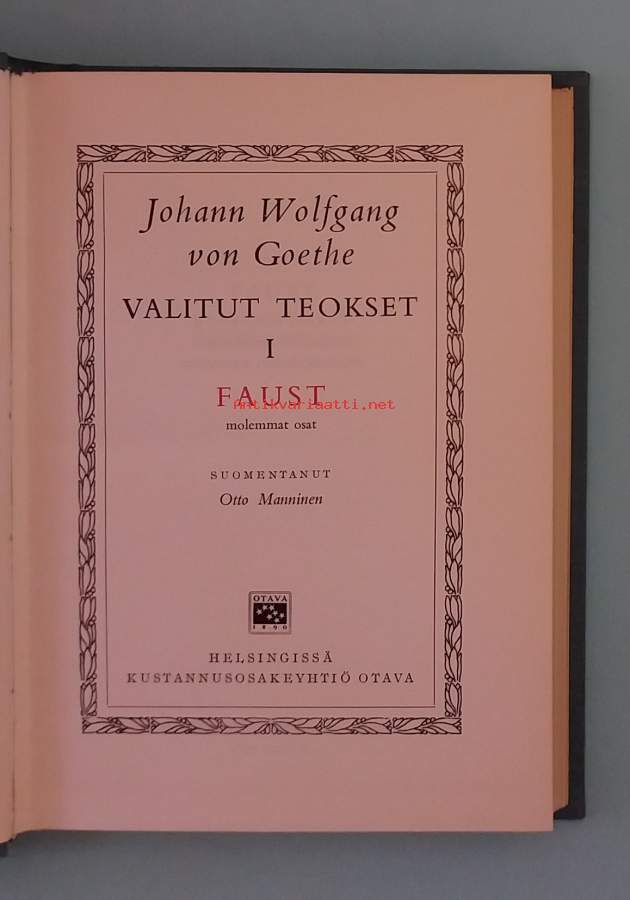 Johann Wolfgang
von Goethe
VALITUT TEOKSET
I
FAUST
antikvariaatti.net
molemmat osat
SUOMENTANUT
Otto Manninen
OTAVA
1890
HELSINGISSÄ
KUSTANNUSOSAKEYHTIÖ OTAVA